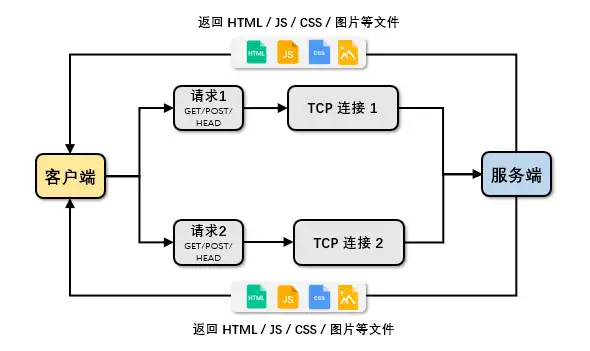 返回 HTML / JS / CSS / 图片等文件
HTML JS CSS
请求1
GET/POST/
HEAD
TCP 连接 1
客户端
服务端
请求2
GET/POST/
HEAD
TCP 连接 2
HTML JS CSS
返回 HTML / JS / CSS / 图片等文件